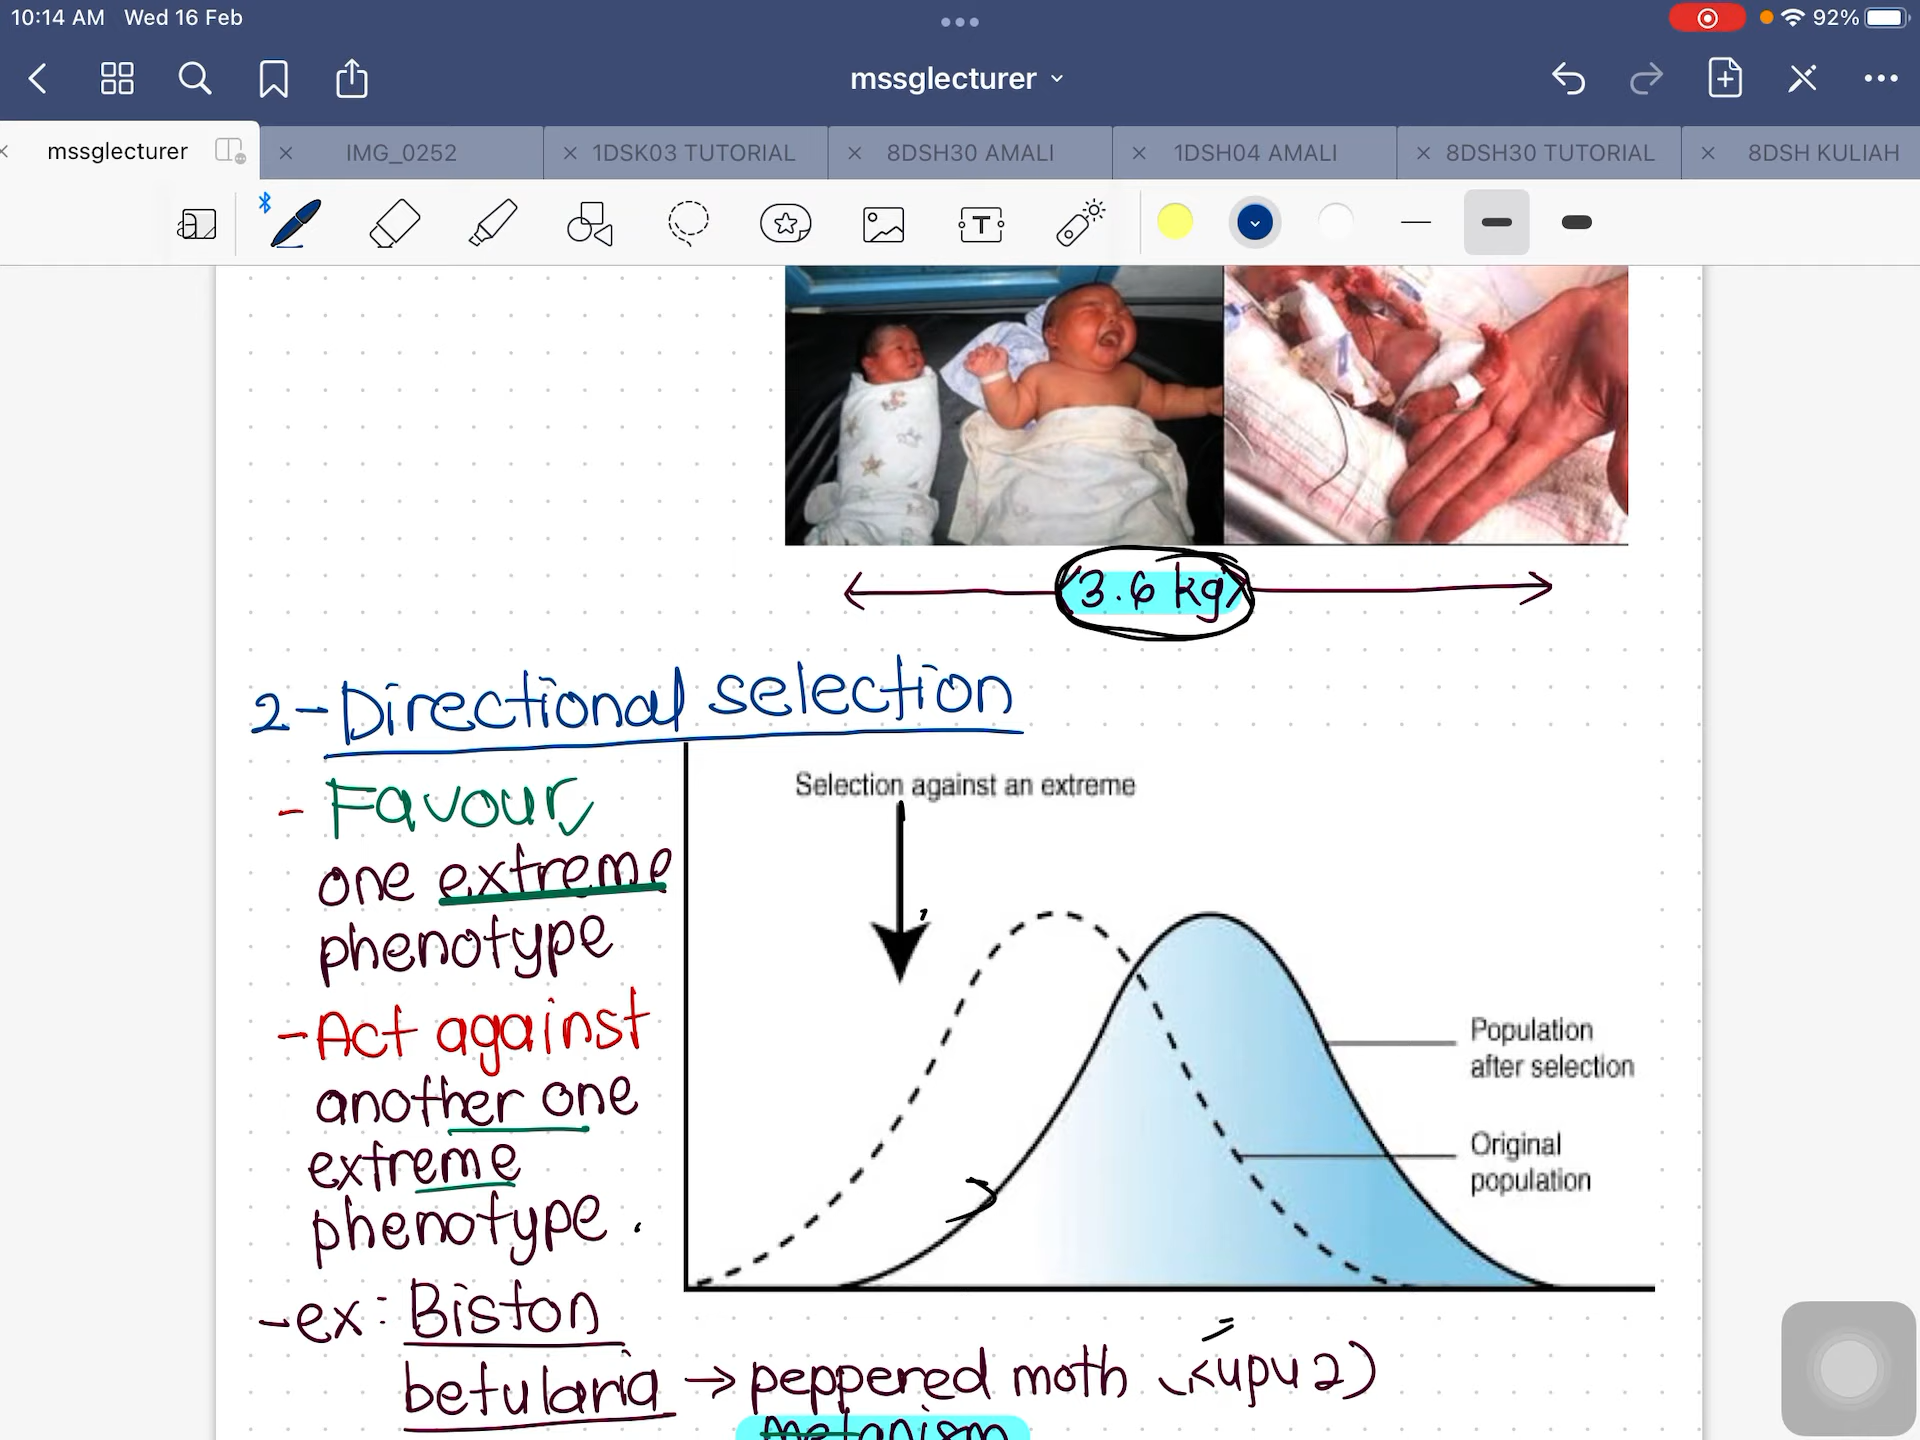 10:14 AM Wed 16 Feb
92%
mssglecturer
mssglecturer
IMG_0252
1DSK03 TUTORIAL
8DSH30 AMALI
1DSH04 AMALI
8DSH30 TUTORIAL
8DSH KULIAH
T
3.6 kg
2-Directional selection
- Favour
one extreme
phenotype
-Act against
another one
extreme
phenotype.
-ex: Biston
betularia → peppered moth (kupu2)
melanism
Selection against an extreme
Population
after selection
Original
population